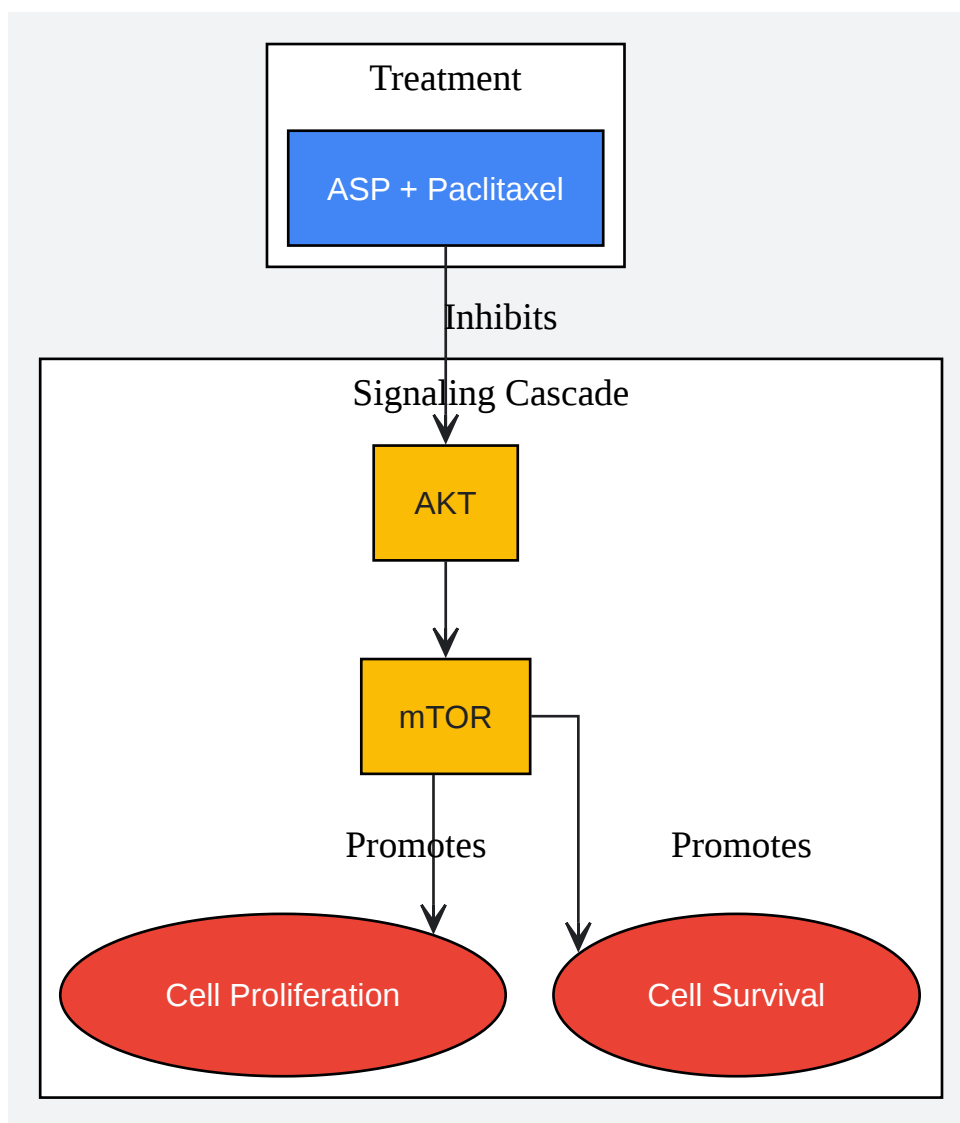 Treatment
ASP + Paclitaxel
Inhibits
Signaling Cascade
AKT
mTOR
Promotes
Promotes
Cell Proliferation
Cell Survival